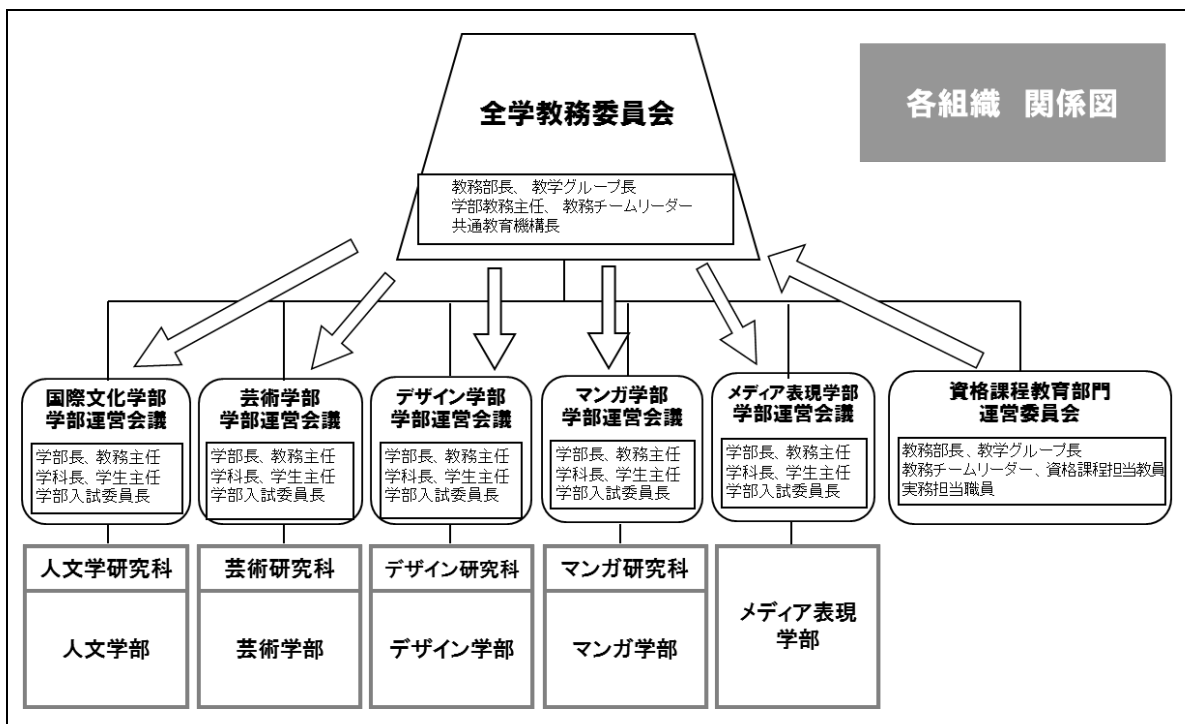 各組織　関係図
全学教務委員会
教務部長、教学グループ長
学部教務主任、教務チームリーダー
共通教育機構長
国際文化学部
学部運営会議
学部長、教務主任
学科長、学生主任
学部入試委員長
芸術学部
学部運営会議
学部長、教務主任
学科長、学生主任
学部入試委員長
デザイン学部
学部運営会議
学部長、教務主任
学科長、学生主任
学部入試委員長
マンガ学部
学部運営会議
学部長、教務主任
学科長、学生主任
学部入試委員長
メディア表現学部
学部運営会議
学部長、教務主任
学科長、学生主任
学部入試委員長
資格課程教育部門
運営委員会
教務部長、教学グループ長
教務チームリーダー、資格課程担当教員
実務担当職員
人文学研究科
人文学部
芸術研究科
芸術学部
デザイン研究科
デザイン学部
マンガ研究科
マンガ学部
メディア表現
学部